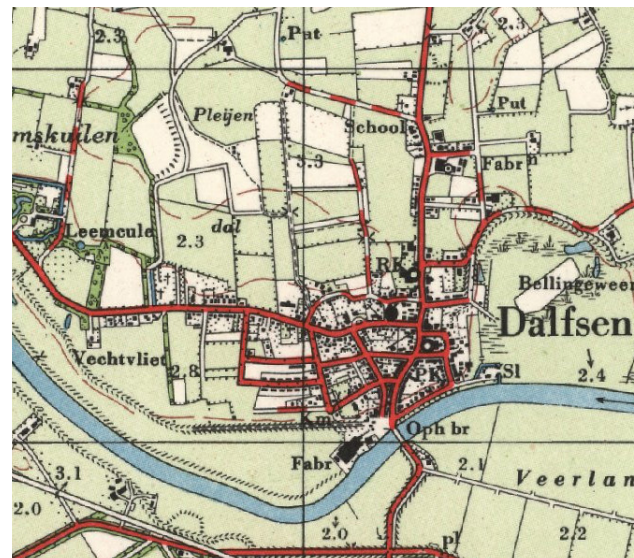 2.3
Put
2.3
Pleijen
Put
mskuilen
School
3.3
Fabr n
dal
Leemcule
2.3
RK
Bellingeweer
Dalfsen
Vechtvliet
2.8
Sl
2.4
Km
Oph br
Fabr
2.1
3.1
Veerlan
2.0
2.0
pl
2.2